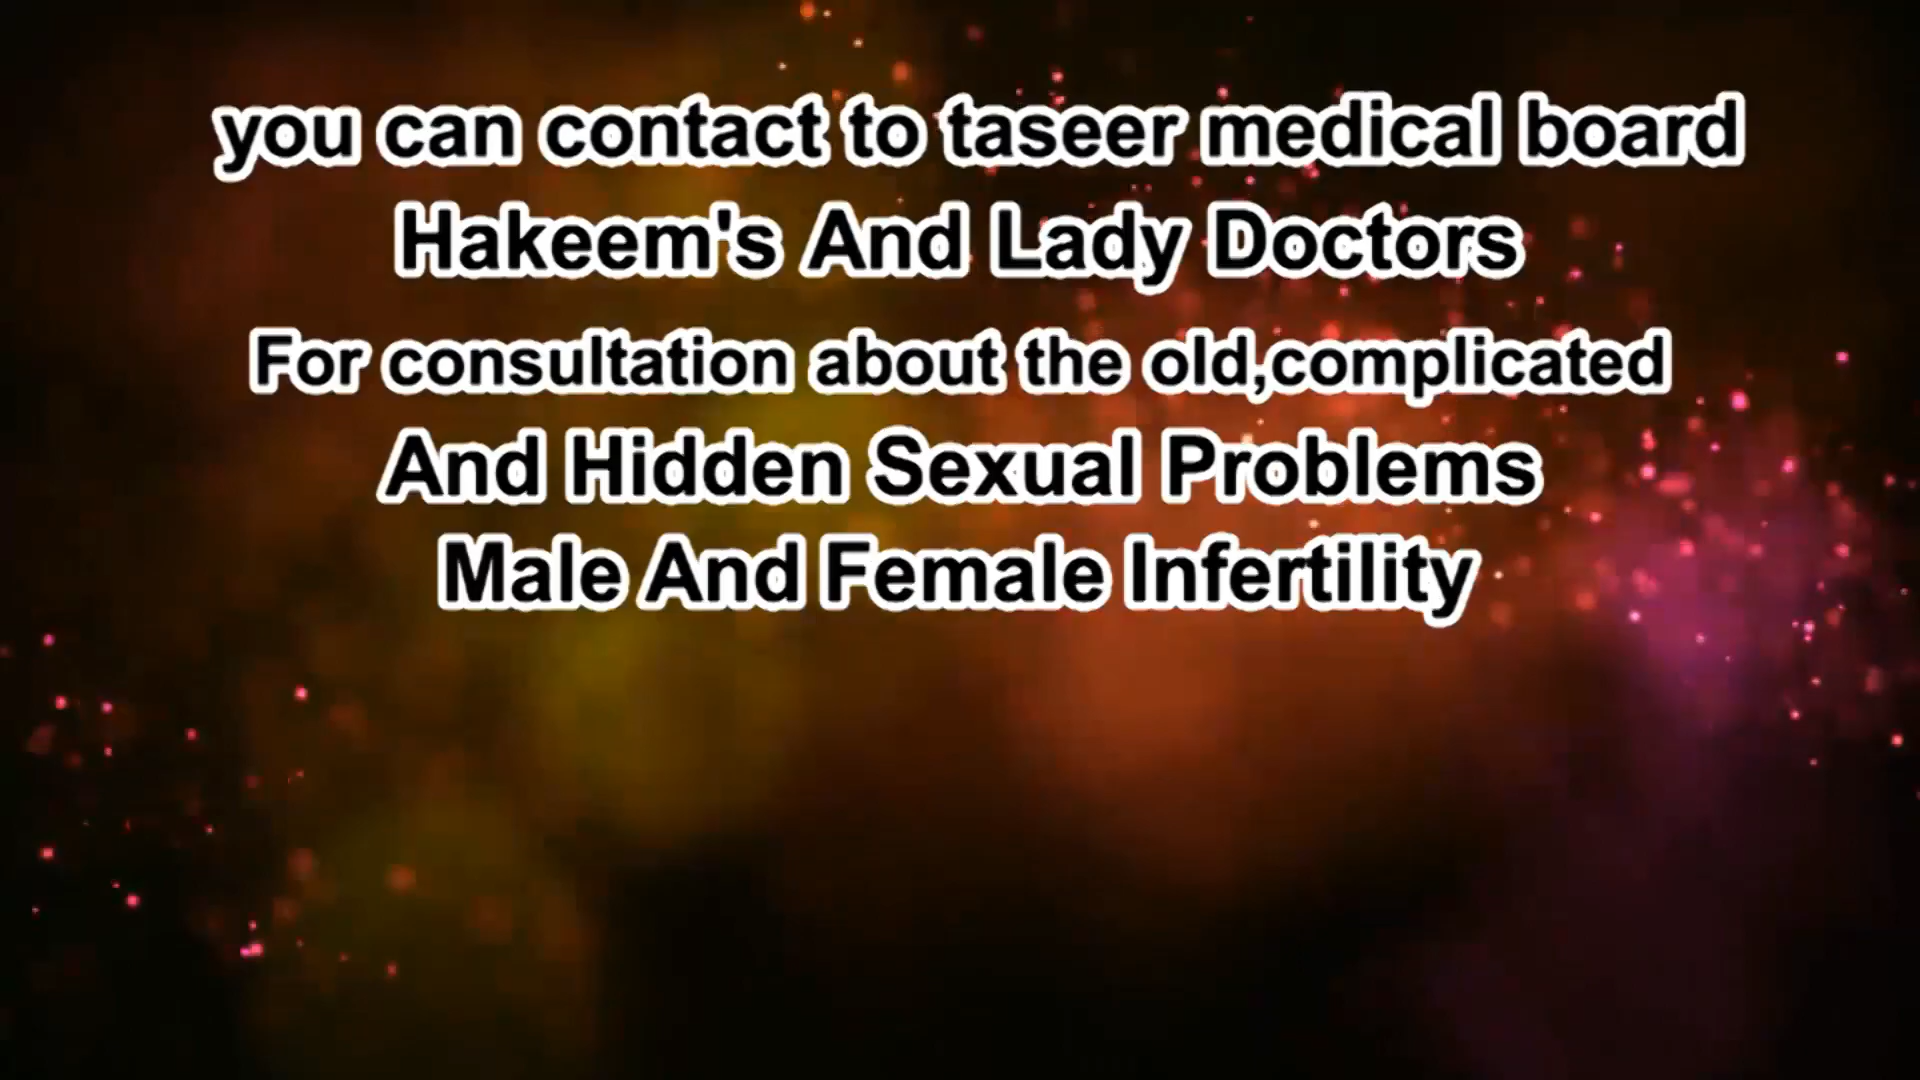 you can contact to taseer medical board
Hakeem's And Lady Doctors
For consultation about the old,complicated
And Hidden Sexual Problems
Male And Female Infertility